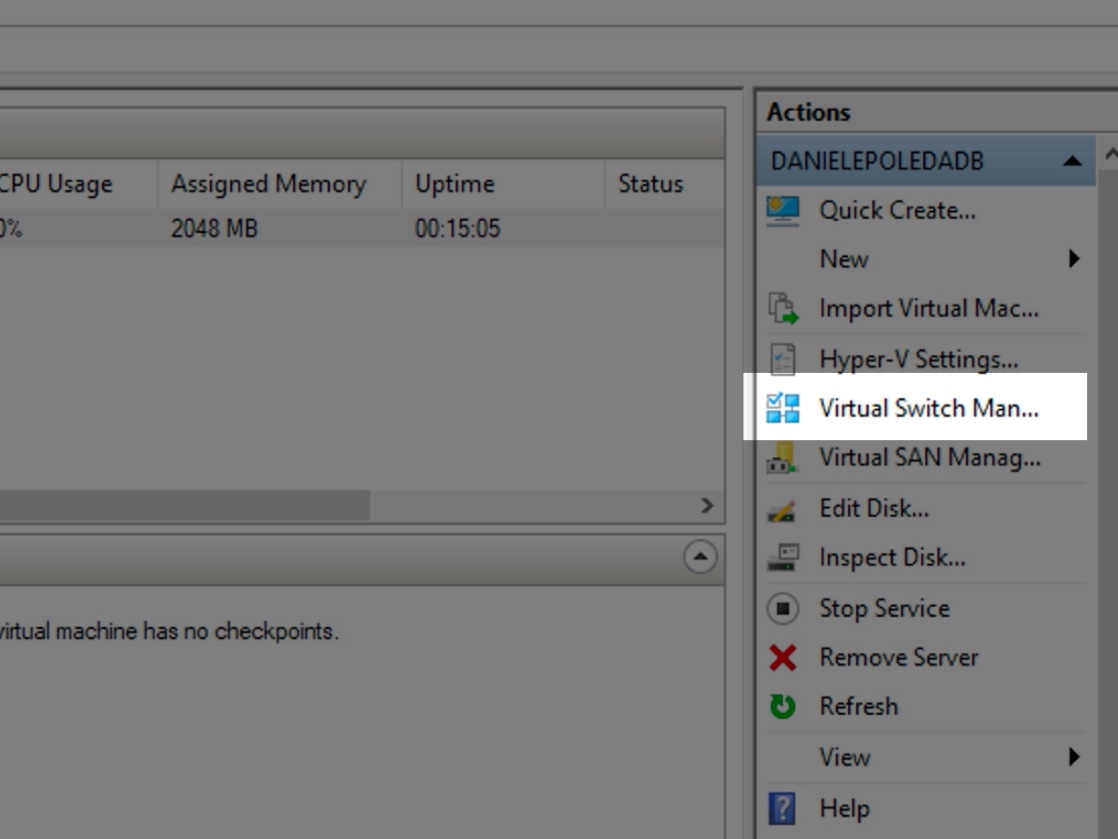 CPU Usage Assigned Memory Uptime Status
0% 2048 MB 00:15:05
virtual machine has no checkpoints.
Actions
DANIELEPOLEDADB
Quick Create...
New
Import Virtual Mac...
Hyper-V Settings...
Virtual Switch Man...
Virtual SAN Manag...
Edit Disk...
Inspect Disk...
Stop Service
Remove Server
Refresh
View
Help